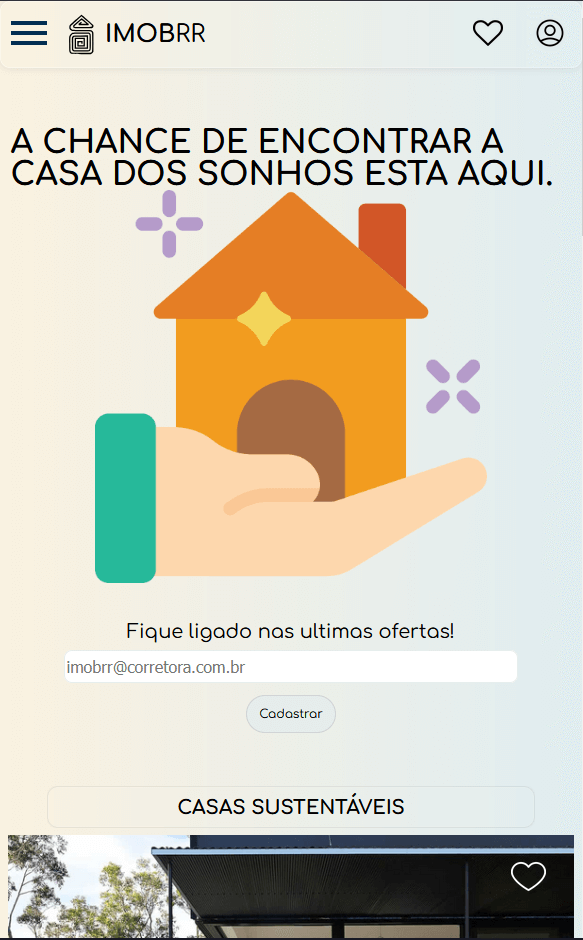 IMOBRR
A CHANCE DE ENCONTRAR A
CASA DOS SONHOS ESTA AQUI.
Fique ligado nas ultimas ofertas!
imobrr@corretora.com.br
Cadastrar
CASAS SUSTENTÁVEIS